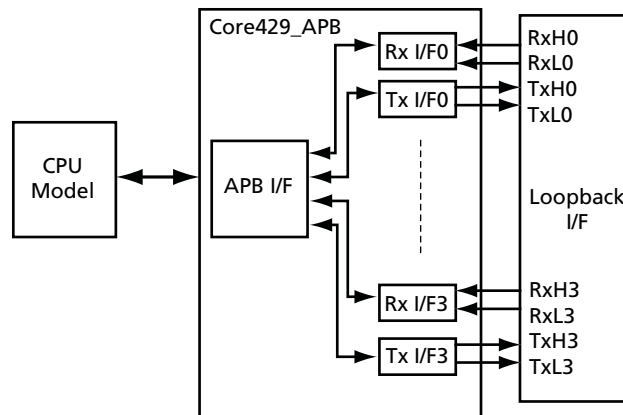 Core429_APB
CPU
Model
APB I/F
Rx I/F0
Tx I/F0
Rx I/F3
Tx I/F3
RxH0
RxL0
TxH0
TxL0
Loopback
I/F
RxH3
RxL3
TxH3
TxL3